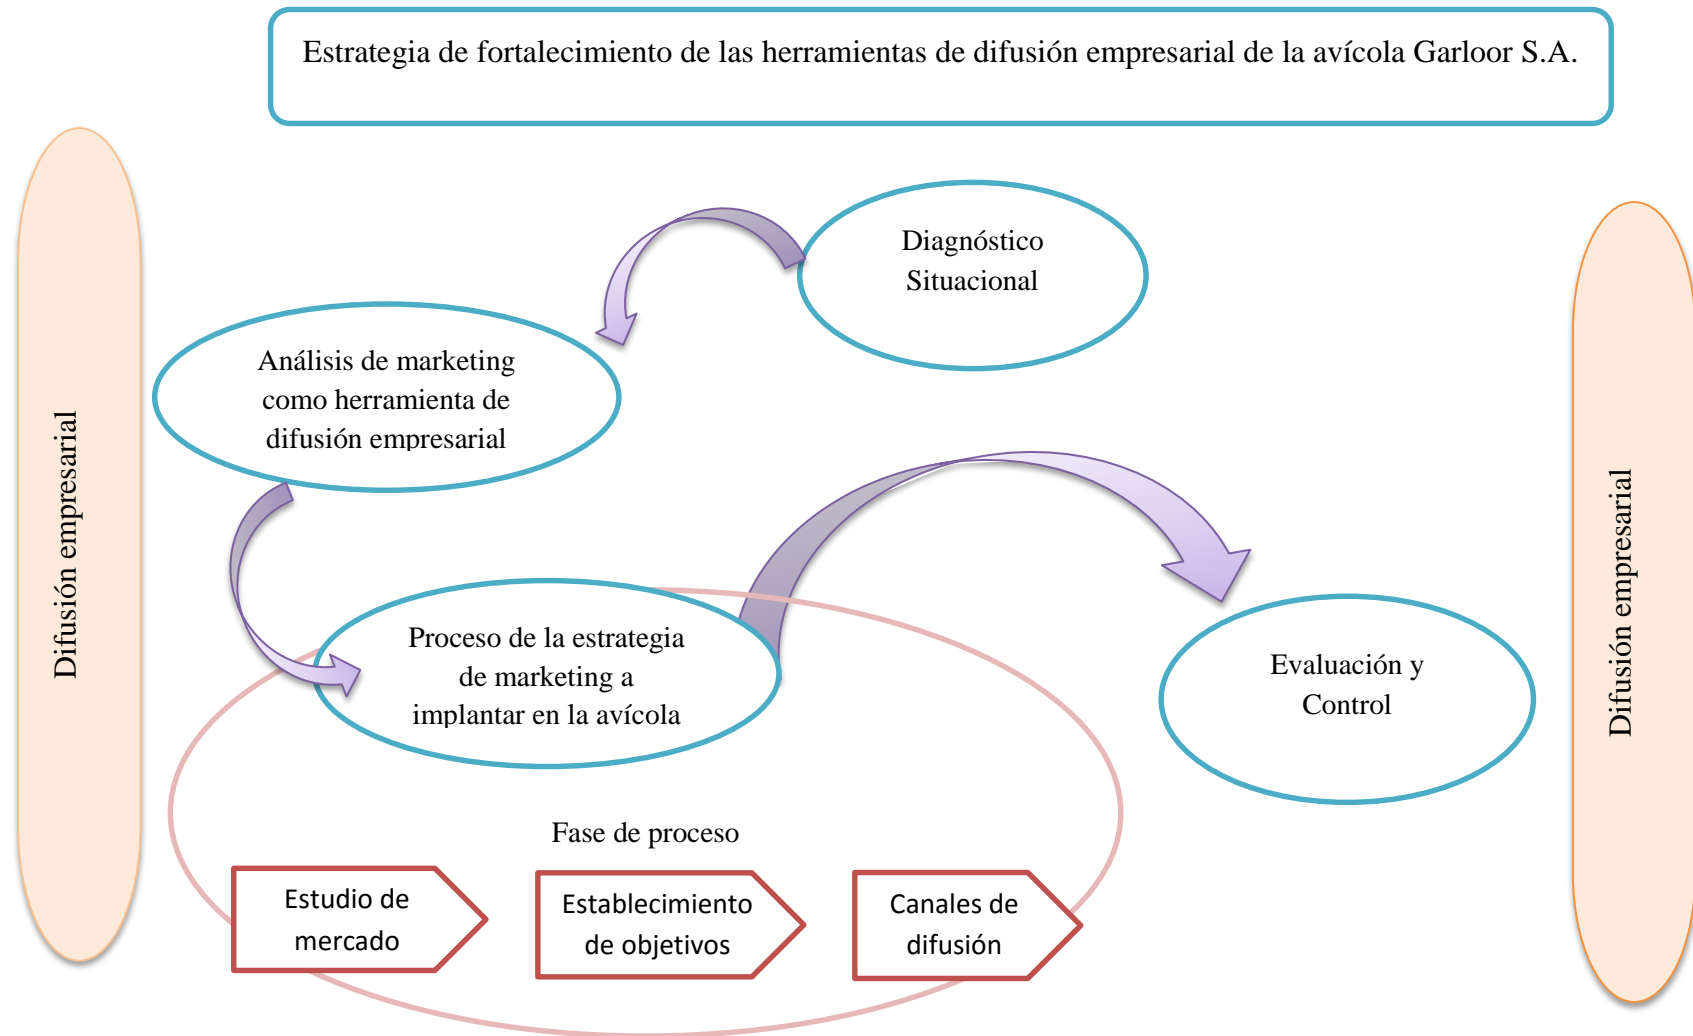 Estrategia de fortalecimiento de las herramientas de difusión empresarial de la avícola Garloor S.A.
Difusión empresarial
Diagnóstico
Situacional
Análisis de marketing
como herramienta de
difusión empresarial
Proceso de la estrategia
de marketing a
implantar en la avícola
Evaluación y
Control
Difusión empresarial
Fase de proceso
Estudio de
mercado
Establecimiento
de objetivos
Canales de
difusión